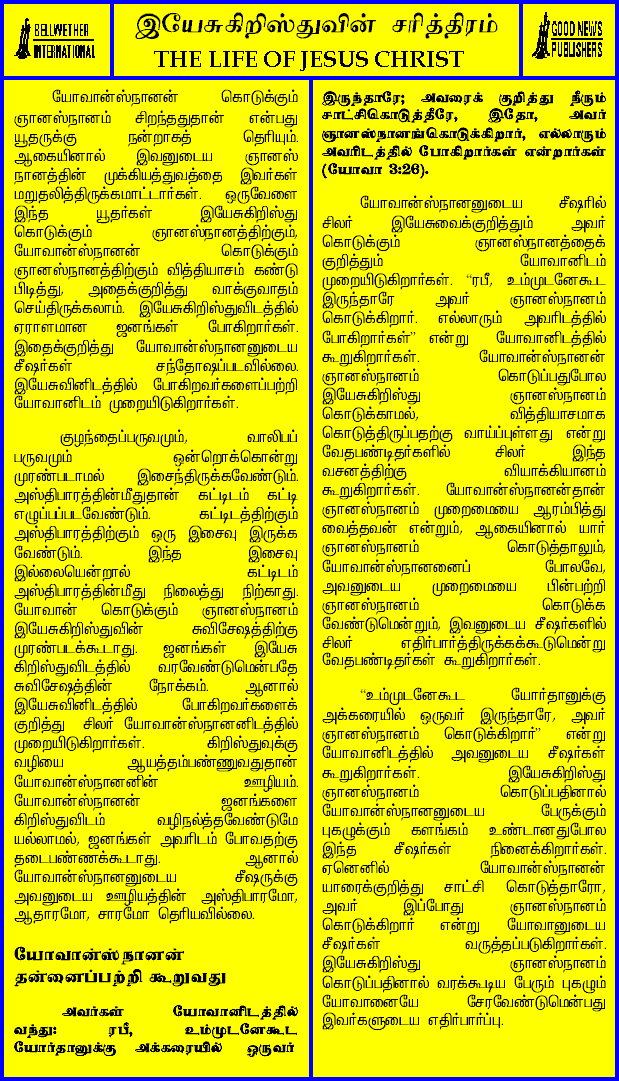 BELLWETHER
INTERNATIONAL
இயேசுகிறிஸ்துவின் சரித்திரம்
THE LIFE OF JESUS CHRIST
GOOD NEWS
PUBLISHERS
யோவான்ஸ்நானன் கொடுக்கும்
ஞானஸ்நானம் சிறந்ததுதான் என்பது
யூதருக்கு நன்றாகத் தெரியும்.
ஆகையினால் இவனுடைய ஞானஸ்
நானத்தின் முக்கியத்துவத்தை இவர்கள்
மறுதலித்திருக்கமாட்டார்கள். ஒருவேளை
இந்த யூதர்கள் இயேசுகிறிஸ்து
கொடுக்கும் ஞானஸ்நானத்திற்கும்,
யோவான்ஸ்நானன் கொடுக்கும்
ஞானஸ்நானத்திற்கும் வித்தியாசம் கண்டு
பிடித்து, அதைக்குறித்து வாக்குவாதம்
செய்திருக்கலாம். இயேசுகிறிஸ்துவிடத்தில்
ஏராளமான ஜனங்கள் போகிறார்கள்.
இதைக்குறித்து யோவான்ஸ்நானனுடைய
சீஷர்கள் சந்தோஷப்படவில்லை.
இயேசுவினிடத்தில் போகிறவர்களைப்பற்றி
யோவானிடம் முறையிடுகிறார்கள்.
குழந்தைப்பருவமும், வாலிபப்
பருவமும் ஒன்றொக்கொன்று
முரண்படாமல் இசைந்திருக்கவேண்டும்.
அஸ்திபாரத்தின்மீதுதான் கட்டிடம் கட்டி
எழுப்பப்படவேண்டும். கட்டிடத்திற்கும்
அஸ்திபாரத்திற்கும் ஒரு இசைவு இருக்க
வேண்டும். இந்த இசைவு
இல்லையென்றால் கட்டிடம்
அஸ்திபாரத்தின்மீது நிலைத்து நிற்காது.
யோவான் கொடுக்கும் ஞானஸ்நானம்
இயேசுகிறிஸ்துவின் சுவிசேஷத்திற்கு
முரண்படக்கூடாது. ஜனங்கள் இயேசு
கிறிஸ்துவிடத்தில் வரவேண்டுமென்பதே
சுவிசேஷத்தின் நோக்கம். ஆனால்
இயேசுவினிடத்தில் போகிறவர்களைக்
குறித்து சிலர் யோவான்ஸ்நானனிடத்தில்
முறையிடுகிறார்கள். கிறிஸ்துவுக்கு
வழியை ஆயத்தம்பண்ணுவதுதான்
யோவான்ஸ்நானனின் ஊழியம்.
யோவான்ஸ்நானன் ஜனங்களை
கிறிஸ்துவிடம் வழிநல்த்தவேண்டுமே
யல்லாமல், ஜனங்கள் அவரிடம் போவதற்கு
தடைபண்ணக்கூடாது. ஆனால்
யோவான்ஸ்நானனுடைய சீஷருக்கு
அவனுடைய ஊழியத்தின் அஸ்திபாரமோ,
ஆதாரமோ, சாரமோ தெரியவில்லை.
யோவான்ஸ்நானன்
தன்னைப்பற்றி கூறுவது
அவர்கள் யோவானிடத்தில்
வந்து: ரபீ, உம்முடனேகூட
யோர்தானுக்கு அக்கரையில் ஒருவர்
இருந்தாரே; அவரைக் குறித்து நீரும்
சாட்சிகொடுத்தீரே, இதோ, அவர்
ஞானஸ்நானங்கொடுக்கிறார், எல்லாரும்
அவரிடத்தில் போகிறார்கள் என்றார்கள்
(யோவா 3:26).
யோவான்ஸ்நானனுடைய சீஷரில்
சிலர் இயேசுவைக்குறித்தும் அவர்
கொடுக்கும் ஞானஸ்நானத்தைக்
குறித்தும் யோவானிடம்
முறையிடுகிறார்கள். "ரபீ, உம்முடனேகூட
இருந்தாரே அவர் ஞானஸ்நானம்
கொடுக்கிறார். எல்லாரும் அவரிடத்தில்
போகிறார்கள்" என்று யோவானிடத்தில்
கூறுகிறார்கள். யோவான்ஸ்நானன்
ஞானஸ்நானம் கொடுப்பதுபோல
இயேசுகிறிஸ்து ஞானஸ்நானம்
கொடுக்காமல், வித்தியாசமாக
கொடுத்திருப்பதற்கு வாய்ப்புள்ளது என்று
வேதபண்டிதர்களில் சிலர் இந்த
வசனத்திற்கு வியாக்கியானம்
கூறுகிறார்கள். யோவான்ஸ்நானன்தான்
ஞானஸ்நானம் முறைமையை ஆரம்பித்து
வைத்தவன் என்றும், ஆகையினால் யார்
ஞானஸ்நானம் கொடுத்தாலும்,
யோவான்ஸ்நானனைப் போலவே,
அவனுடைய முறைமையை பின்பற்றி
ஞானஸ்நானம் கொடுக்க
வேண்டுமென்றும், இவனுடைய சீஷர்களில்
சிலர் எதிர்பார்த்திருக்கக்கூடுமென்று
வேதபண்டிதர்கள் கூறுகிறார்கள்.
"உம்முடனேகூட யோர்தானுக்கு
அக்கரையில் ஒருவர் இருந்தாரே, அவர்
ஞானஸ்நானம் கொடுக்கிறார்" என்று
யோவானிடத்தில் அவனுடைய சீஷர்கள்
கூறுகிறார்கள். இயேசுகிறிஸ்து
ஞானஸ்நானம் கொடுப்பதினால்
யோவான்ஸ்நானனுடைய பேருக்கும்
புகழுக்கும் களங்கம் உண்டானதுபோல
இந்த சீஷர்கள் நினைக்கிறார்கள்.
ஏனெனில் யோவான்ஸ்நானன்
யாரைக்குறித்து சாட்சி கொடுத்தாரோ,
அவர் இப்போது ஞானஸ்நானம்
கொடுக்கிறார் என்று யோவானுடைய
சீஷர்கள் வருத்தப்படுகிறார்கள்.
இயேசுகிறிஸ்து ஞானஸ்நானம்
கொடுப்பதினால் வரக்கூடிய பேரும் புகழும்
யோவானையே சேரவேண்டுமென்பது
இவர்களுடைய எதிர்பார்ப்பு.